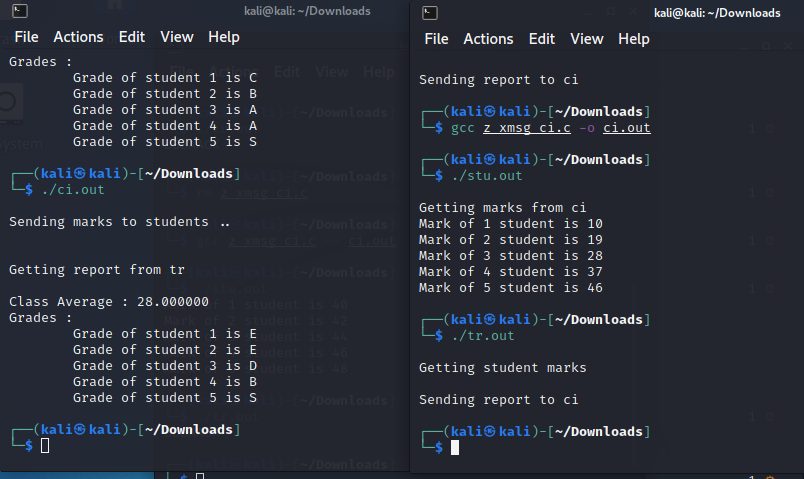 kali@kali: ~/Downloads
File Actions Edit View Help
Grades :
Grade of student 1 is C
Grade of student 2 is B
Grade of student 3 is A
Grade of student 4 is A
Grade of student 5 is S
┌──(kali㉿kali)-[~/Downloads]
└─$ ./ci.out
Sending marks to students ..
Getting report from tr
Class Average : 28.000000
Grades :
Grade of student 1 is E
Grade of student 2 is E
Grade of student 3 is D
Grade of student 4 is B
Grade of student 5 is S
┌──(kali㉿kali)-[~/Downloads]
└─$
kali@kali: ~/Downloads
File Actions Edit View Help
Sending report to ci
┌──(kali㉿kali)-[~/Downloads]
└─$ gcc z_xmsg_ci.c -o ci.out
┌──(kali㉿kali)-[~/Downloads]
└─$ ./stu.out
Getting marks from ci
Mark of 1 student is 10
Mark of 2 student is 19
Mark of 3 student is 28
Mark of 4 student is 37
Mark of 5 student is 46
┌──(kali㉿kali)-[~/Downloads]
└─$ ./tr.out
Getting student marks
Sending report to ci
┌──(kali㉿kali)-[~/Downloads]
└─$